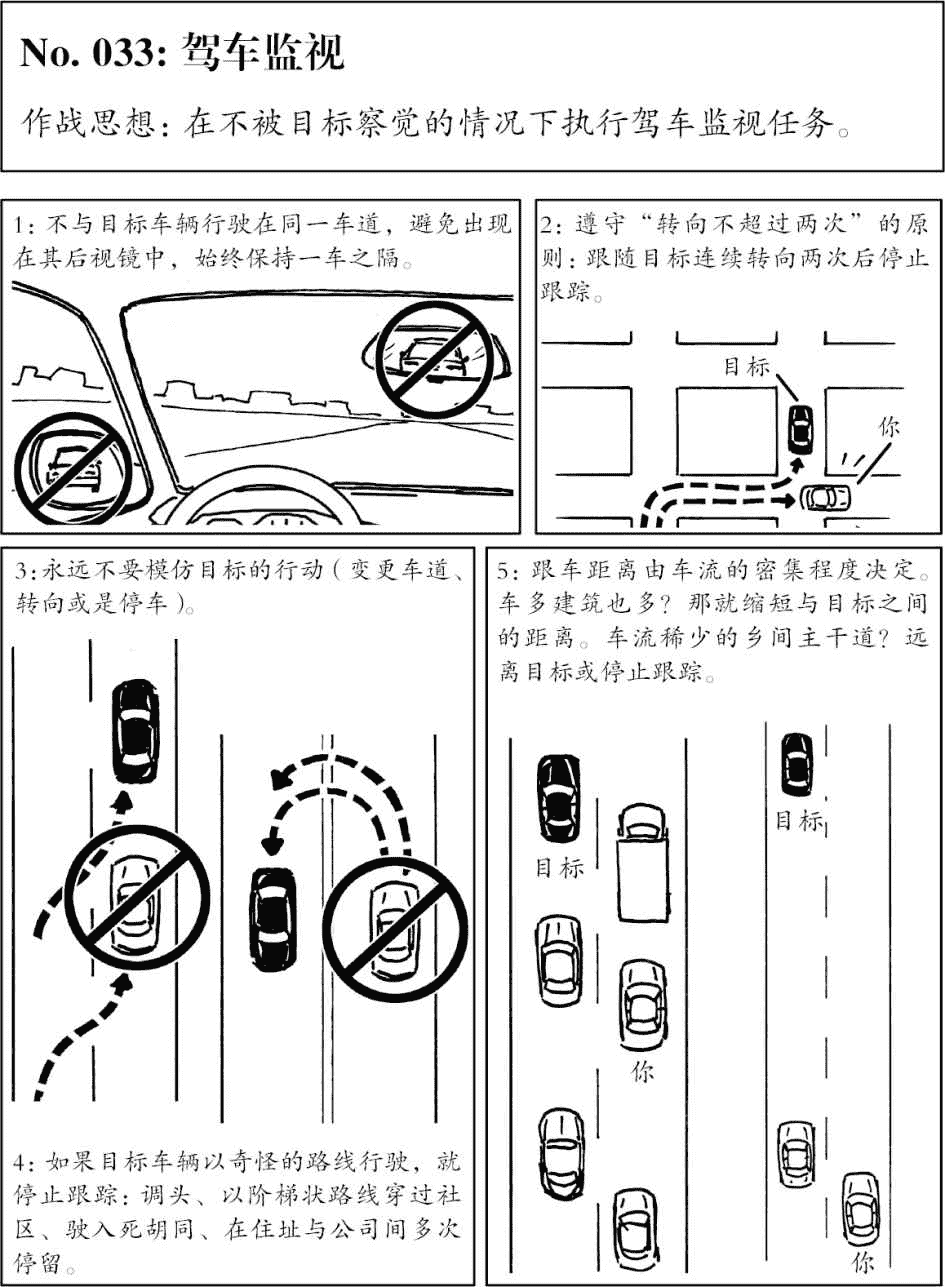 No. 033: 驾车监视
作战思想：在不被目标察觉的情况下执行驾车监视任务。
1：不与目标车辆行驶在同一车道，避免出现
在其后视镜中，始终保持一车之隔。
2：遵守“转向不超过两次”的原
则：跟随目标连续转向两次后停止
跟踪。
目标
你
3：永远不要模仿目标的行动（变更车道、
转向或是停车）。
4：如果目标车辆以奇怪的路线行驶，就
停止跟踪：调头、以阶梯状路线穿过社
区、驶入死胡同、在住址与公司间多次
停留。
5：跟车距离由车流的密集程度决定。
车多建筑也多？那就缩短与目标之间
的距离。车流稀少的乡间主干道？远
离目标或停止跟踪。
目标
你
目标
你